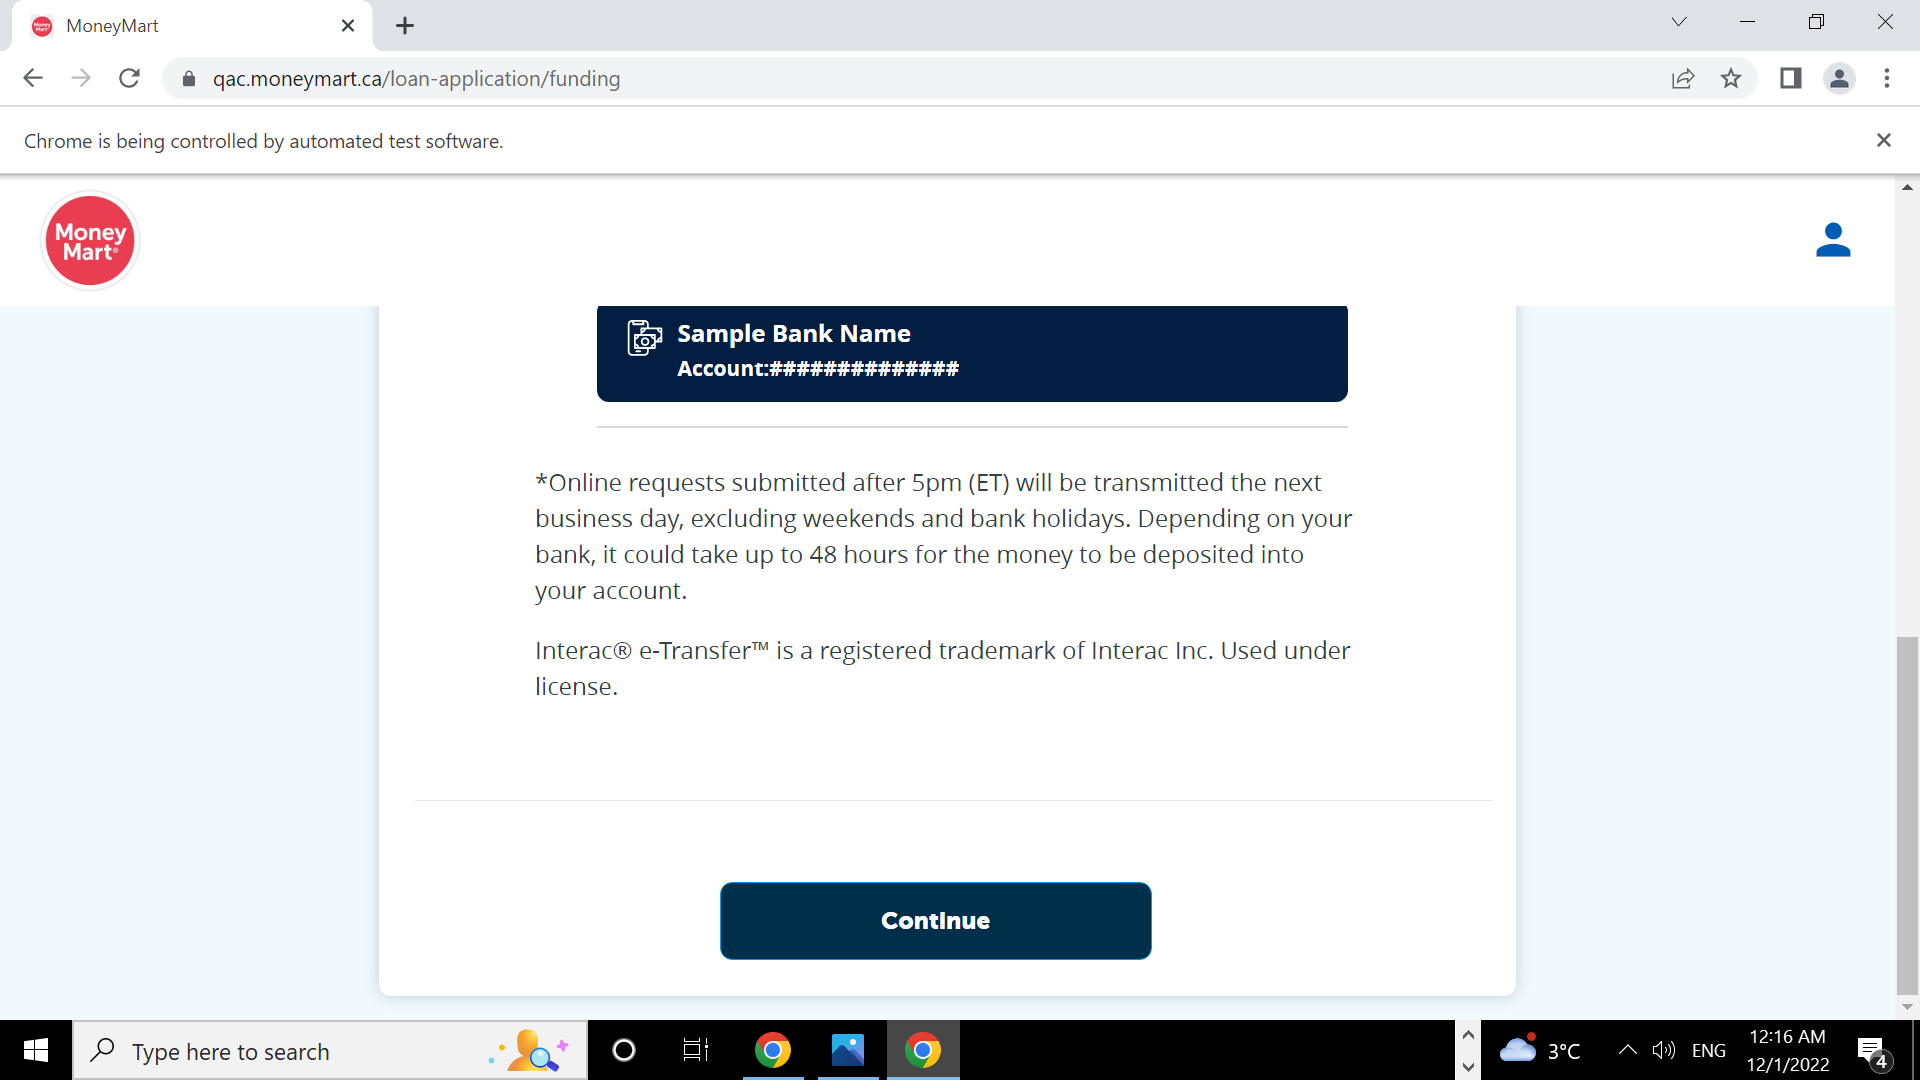 MoneyMart
qac.moneymart.ca/loan-application/funding
Chrome is being controlled by automated test software.
Money
Mart®
Sample Bank Name
Account:##############
*Online requests submitted after 5pm (ET) will be transmitted the next
business day, excluding weekends and bank holidays. Depending on your
bank, it could take up to 48 hours for the money to be deposited into
your account.
Interac® e-Transfer™ is a registered trademark of Interac Inc. Used under
license.
Continue
Type here to search
3°C
ENG
12:16 AM
12/1/2022
4